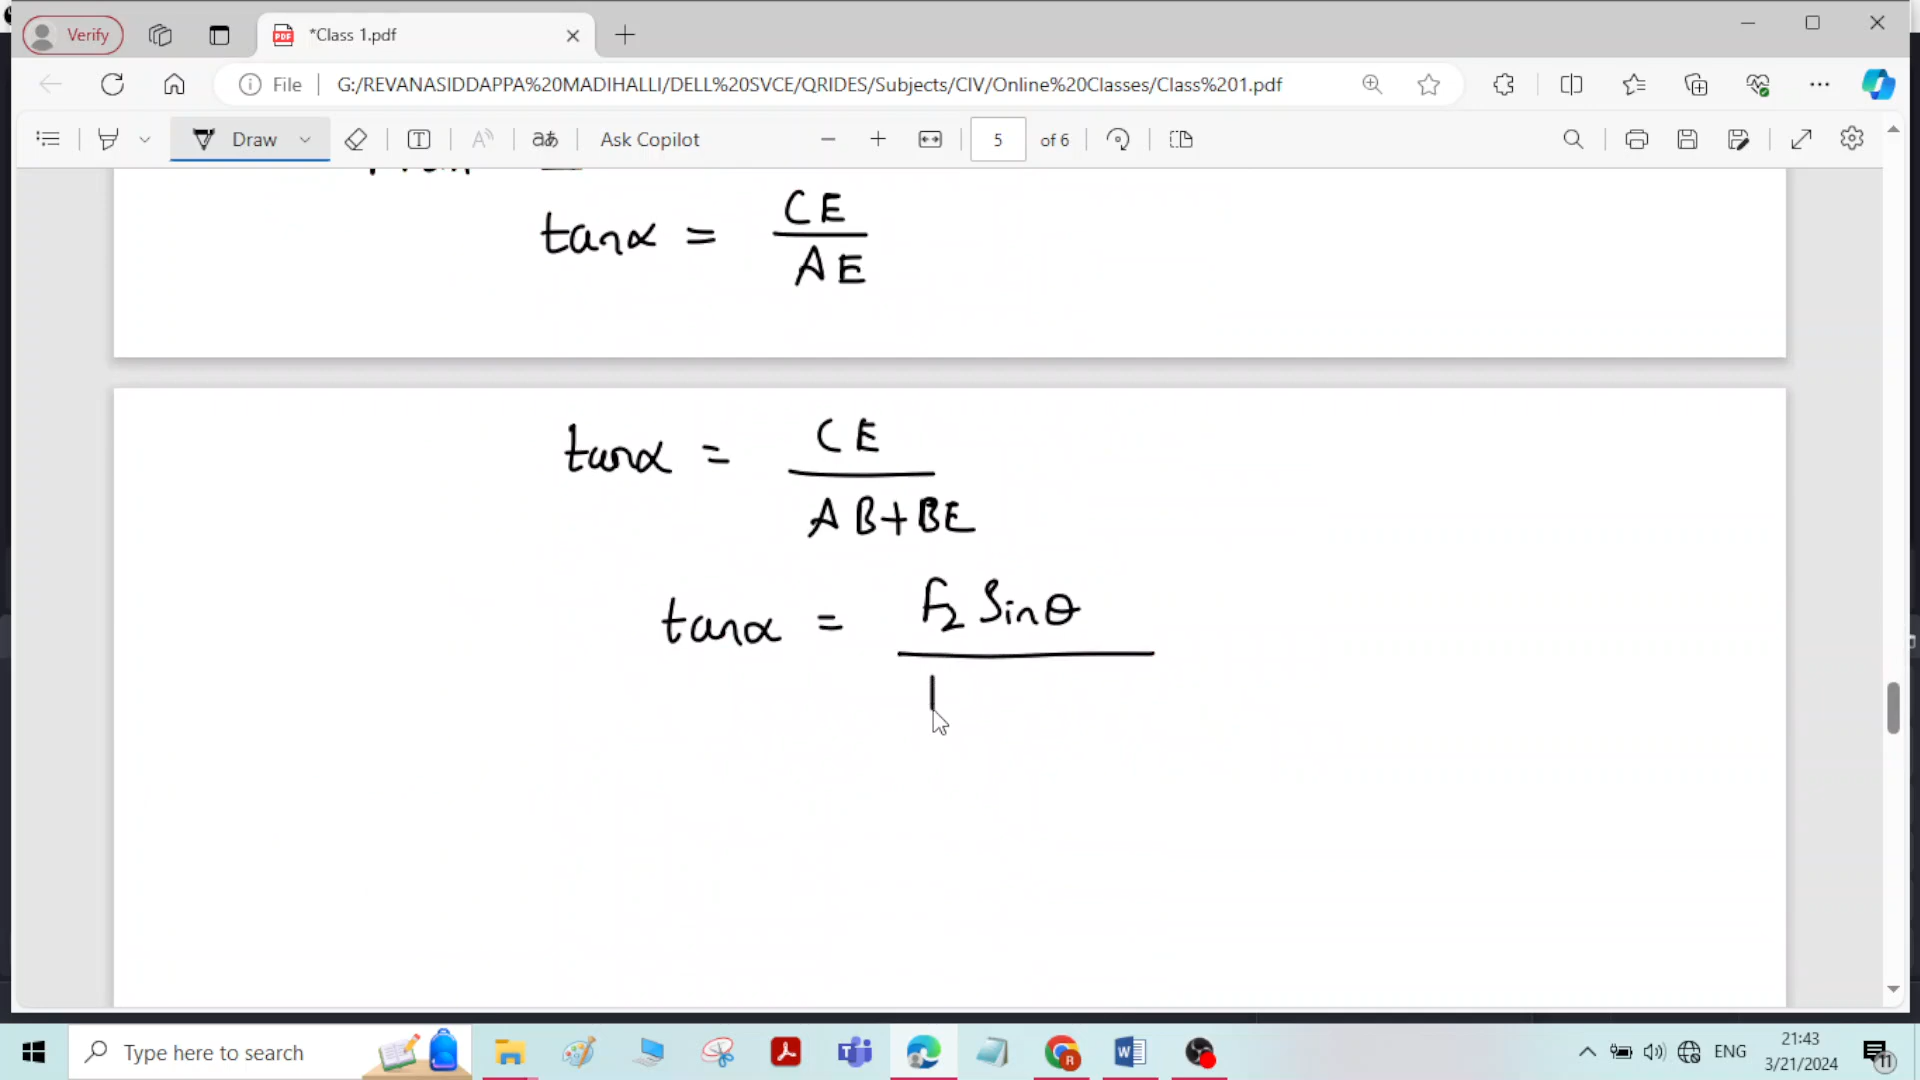 Verify
*Class 1.pdf
File
G:/REVANASIDDAPPA%20MADIHALLI/DELL%20SVCE/QRIDES/Subjects/CIV/Online%20Classes/Class%201.pdf
Draw
Ask Copilot
5 of 6
tanα = CE
AE
tanα = CE
AB+BE
tanα = F2 Sinθ
Type here to search
ENG
21:43
3/21/2024
11